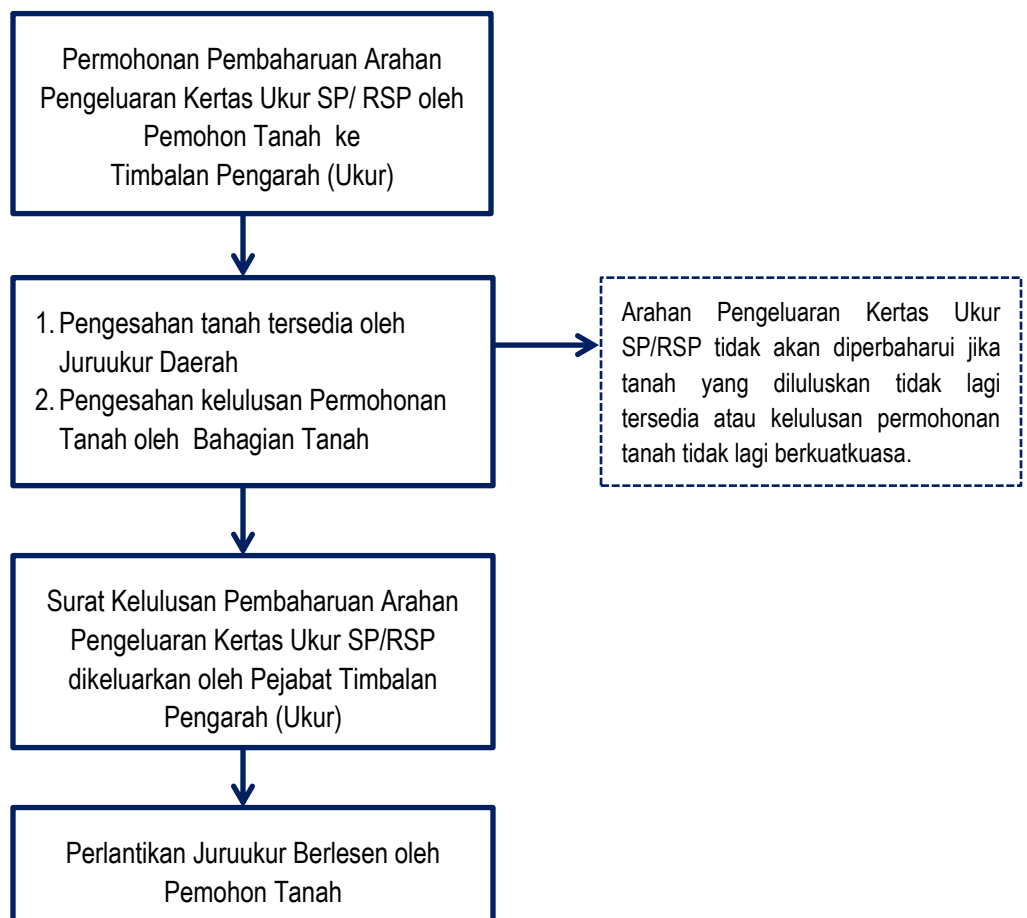 Permohonan Pembaharuan Arahan
Pengeluaran Kertas Ukur SP/ RSP oleh
Pemohon Tanah ke
Timbalan Pengarah (Ukur)
1. Pengesahan tanah tersedia oleh
Juruukur Daerah
2. Pengesahan kelulusan Permohonan
Tanah oleh Bahagian Tanah
Arahan Pengeluaran Kertas Ukur
SP/RSP tidak akan diperbaharui jika
tanah yang diluluskan tidak lagi
tersedia atau kelulusan permohonan
tanah tidak lagi berkuatkuasa.
Surat Kelulusan Pembaharuan Arahan
Pengeluaran Kertas Ukur SP/RSP
dikeluarkan oleh Pejabat Timbalan
Pengarah (Ukur)
Perlantikan Juruukur Berlesen oleh
Pemohon Tanah